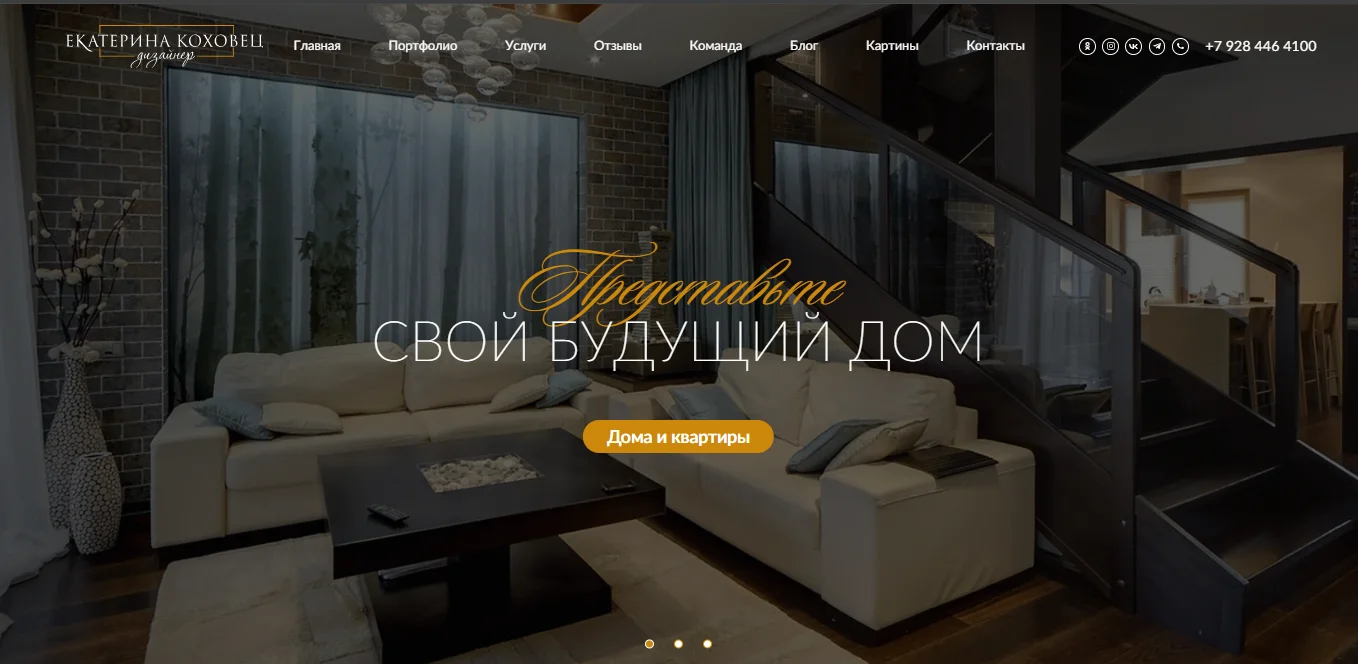 ЕКАТЕРИНА КОХОВЕЦ
дизайнер
Главная Портфолио Услуги Отзывы Команда Блог Картины Контакты +7 928 446 4100
Представьте
СВОЙ БУДУЩИЙ ДОМ
Дома и квартиры